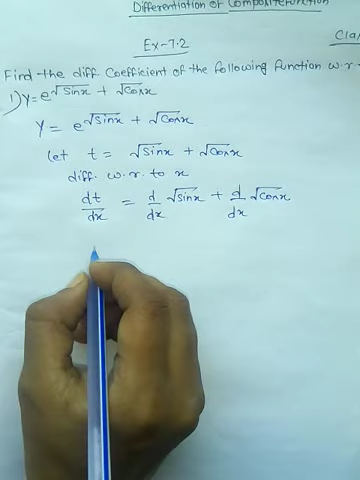 Differentiation of Compositefunction
Ex-7.2
Find the diff Coefficient of the following function w.r.
1) y = e^√Sinx + √Cosx
Y = e^√Sinx + √Cosx
let t = √Sinx + √Cosx
diff. w.r. to x
dt/dx = d/dx √Sinx + d/dx √Cosx